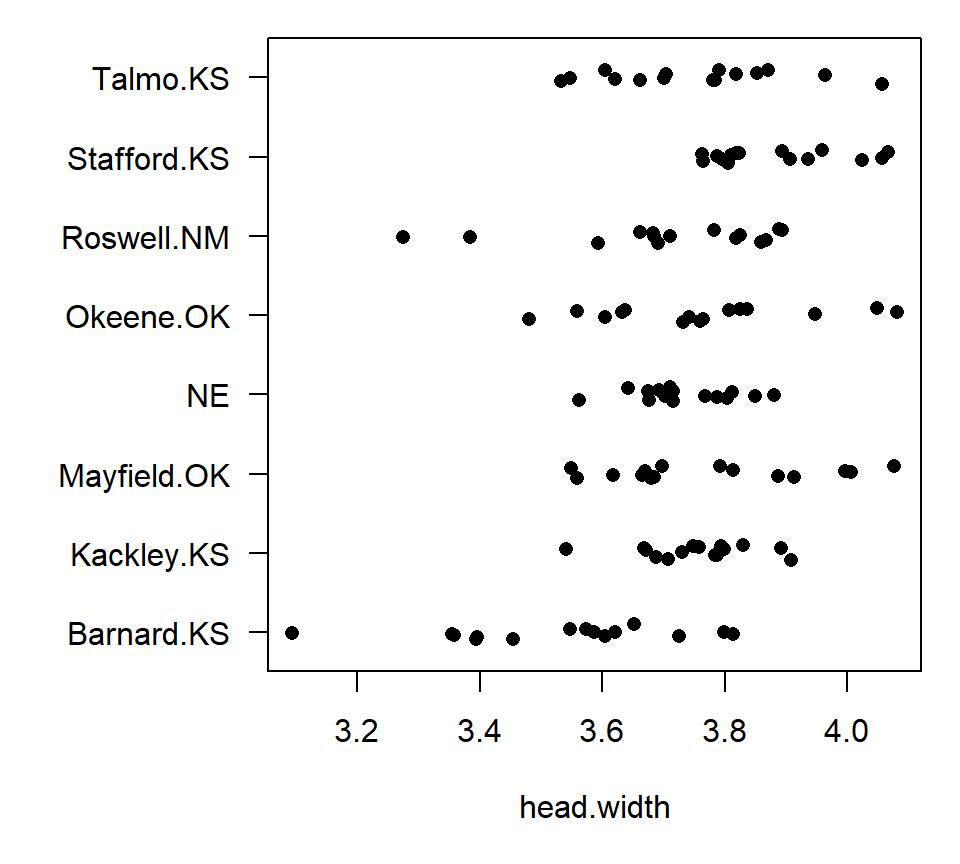 Talmo.KS
Stafford.KS
Roswell.NM
Okeene.OK
NE
Mayfield.OK
Kackley.KS
Barnard.KS
3.2 3.4 3.6 3.8 4.0
head.width